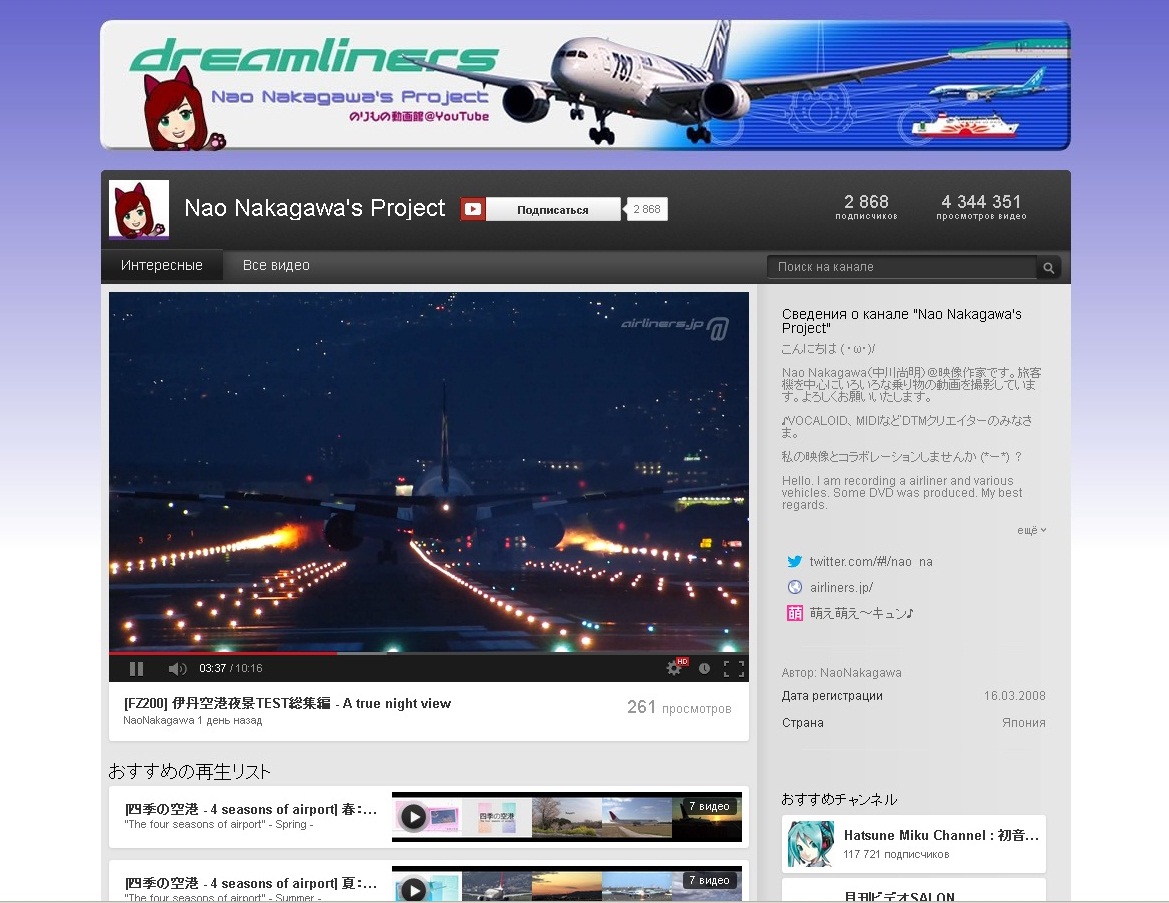 dreamliners
787
Nao Nakagawa's Project
のりもの動画館@YouTube
Nao Nakagawa's Project
Подписаться
2 868
2 868
подписчиков
4 344 351
просмотров видео
Интересные
Все видео
Поиск на канале
airliners.jp
03:37 / 10:16
HD
[FZ200] 伊丹空港夜景TEST総集編 - A true night view
NaoNakagawa 1 день назад
261 просмотров
おすすめの再生リスト
[四季の空港 - 4 seasons of airport] 春：...
"The four seasons of airport" - Spring -
四季の空港
7 видео
[四季の空港 - 4 seasons of airport] 夏：...
"The four seasons of airport" - Summer -
7 видео
Сведения о канале "Nao Nakagawa's
Project"
こんにちは (・ω・)/
Nao Nakagawa(中川尚明)＠映像作家です。旅客
機を中心にいろいろな乗り物の動画を撮影していま
す。よろしくお願いいたします。
♪VOCALOID、MIDIなどDTMクリエイターのみなさ
ま。
私の映像とコラボレーションしませんか (*ー*) ？
Hello. I am recording a airliner and various
vehicles. Some DVD was produced. My best
regards.
ещё
twitter.com/#!/nao_na
airliners.jp/
萌
萌え萌え～キュン♪
Автор: NaoNakagawa
Дата регистрации
16.03.2008
Страна
Япония
おすすめチャンネル
Hatsune Miku Channel : 初音...
117 721 подписчиков
月刊ビデオSALON